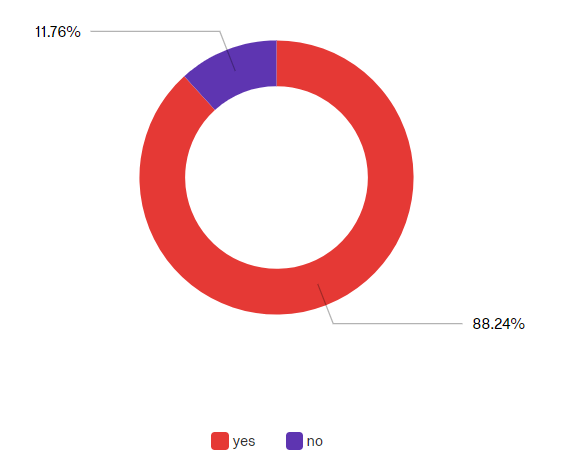 11.76%
88.24%
yes no